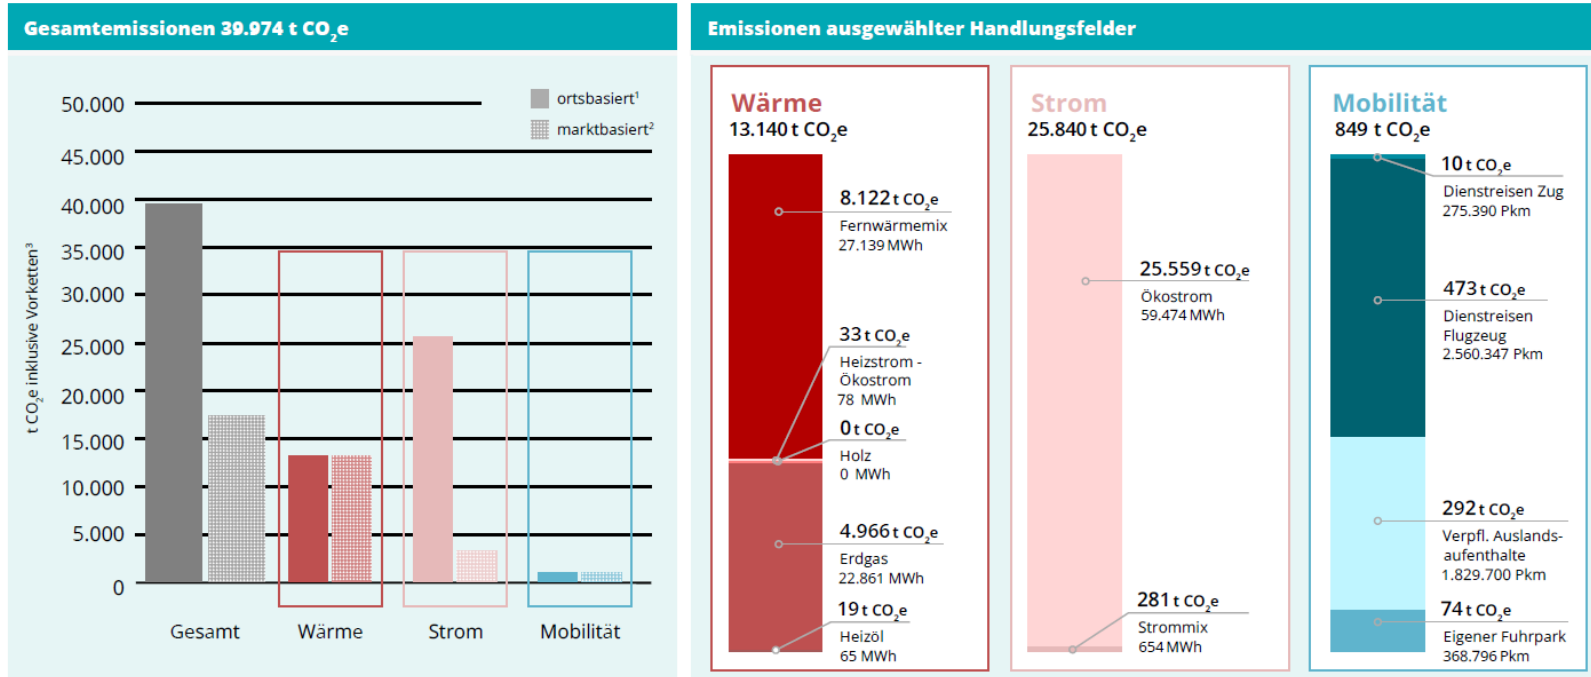 Gesamtemissionen 39.974 t CO₂e
50.000
45.000
40.000
35.000
30.000
25.000
20.000
15.000
10.000
5.000
0
t CO₂e inklusive Vorketten³
ortsbasiert¹
marktbasiert²
Gesamt
Wärme
Strom
Mobilität
Emissionen ausgewählter Handlungsfelder
Wärme
13.140 t CO₂e
8.122 t CO₂e
Fernwärmemix
27.139 MWh
33 t CO₂e
Heizstrom -
Ökostrom
78 MWh
0 t CO₂e
Holz
0 MWh
4.966 t CO₂e
Erdgas
22.861 MWh
19 t CO₂e
Heizöl
65 MWh
Strom
25.840 t CO₂e
25.559 t CO₂e
Ökostrom
59.474 MWh
281 t CO₂e
Strommix
654 MWh
Mobilität
849 t CO₂e
10 t CO₂e
Dienstreisen Zug
275.390 Pkm
473 t CO₂e
Dienstreisen
Flugzeug
2.560.347 Pkm
292 t CO₂e
Verpfl. Auslands-
aufenthalte
1.829.700 Pkm
74 t CO₂e
Eigener Fuhrpark
368.796 Pkm